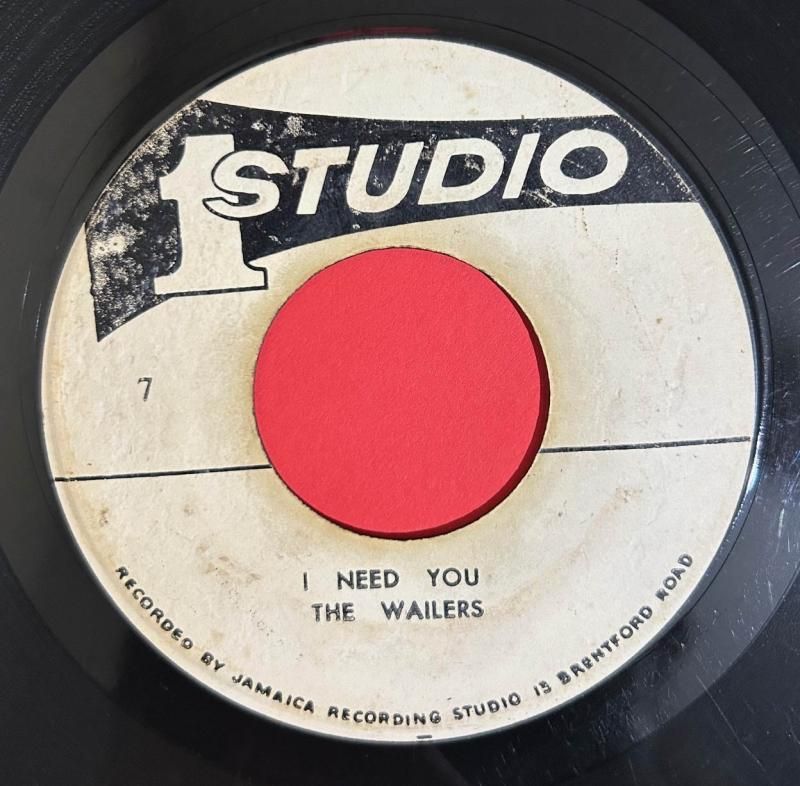 1 STUDIO
7
I NEED YOU
THE WAILERS
RECORDED BY JAMAICA RECORDING STUDIO 13 BRENTFORD ROAD